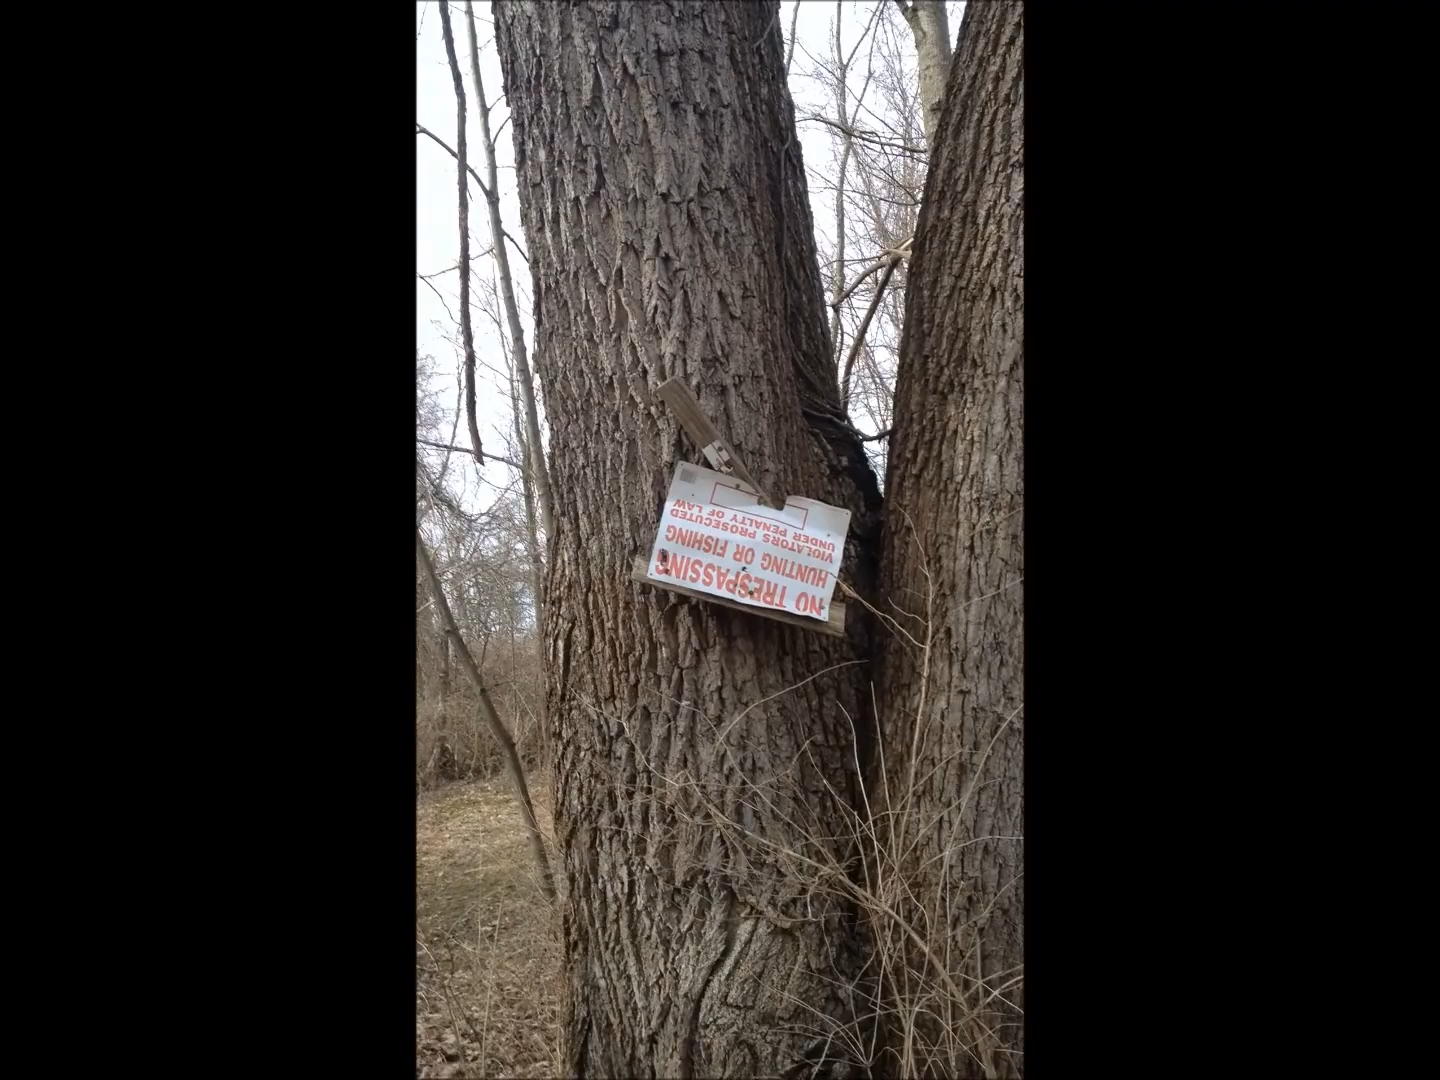 NO TRESPASSING
HUNTING OR FISHING
VIOLATORS PROSECUTED
UNDER PENALTY OF LAW